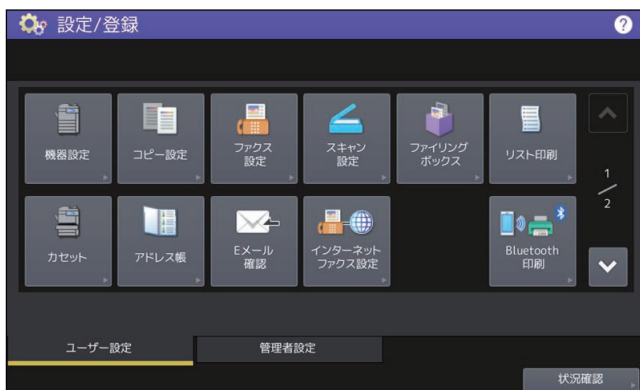 設定/登録
?
機器設定
コピー設定
ファクス
設定
スキャン
設定
ファイリング
ボックス
リスト印刷
1
2
カセット
アドレス帳
Eメール
確認
インターネット
ファクス設定
Bluetooth
印刷
ユーザー設定
管理者設定
状況確認